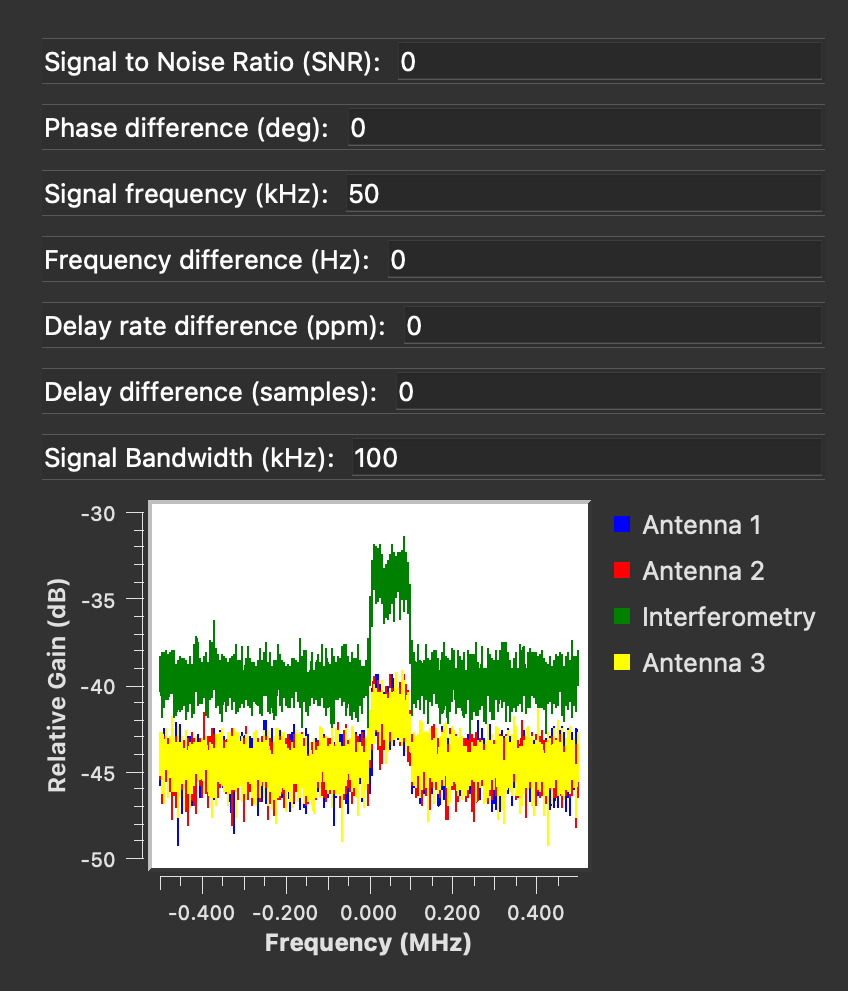 Signal to Noise Ratio (SNR): 0
Phase difference (deg): 0
Signal frequency (kHz): 50
Frequency difference (Hz): 0
Delay rate difference (ppm): 0
Delay difference (samples): 0
Signal Bandwidth (kHz): 100
-30
-35
-40
-45
-50
Relative Gain (dB)
Antenna 1
Antenna 2
Interferometry
Antenna 3
-0.400 -0.200 0.000 0.200 0.400
Frequency (MHz)